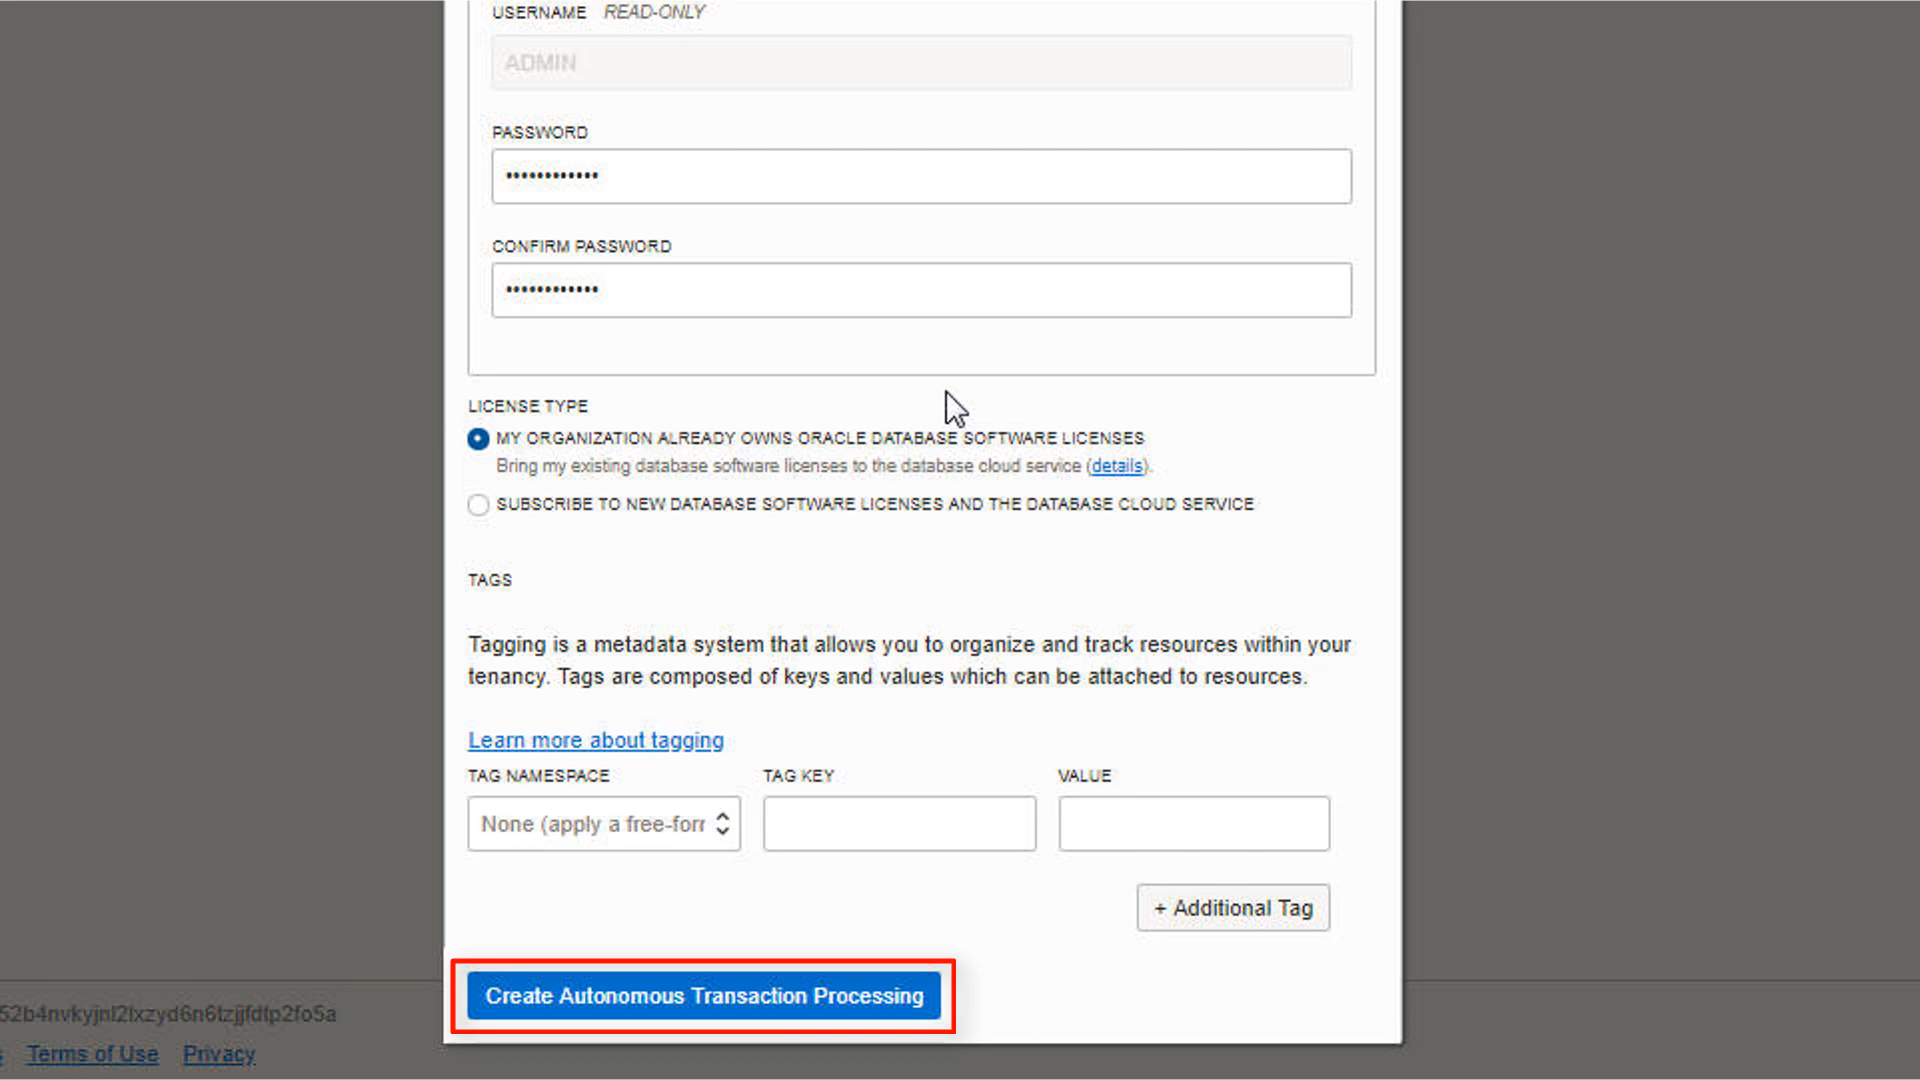 USERNAME READ-ONLY
ADMIN
PASSWORD
••••••••••••
CONFIRM PASSWORD
••••••••••••
LICENSE TYPE
MY ORGANIZATION ALREADY OWNS ORACLE DATABASE SOFTWARE LICENSES
Bring my existing database software licenses to the database cloud service (details).
SUBSCRIBE TO NEW DATABASE SOFTWARE LICENSES AND THE DATABASE CLOUD SERVICE
TAGS
Tagging is a metadata system that allows you to organize and track resources within your
tenancy. Tags are composed of keys and values which can be attached to resources.
Learn more about tagging
TAG NAMESPACE TAG KEY VALUE
None (apply a free-forr
+ Additional Tag
Create Autonomous Transaction Processing
Terms of Use Privacy